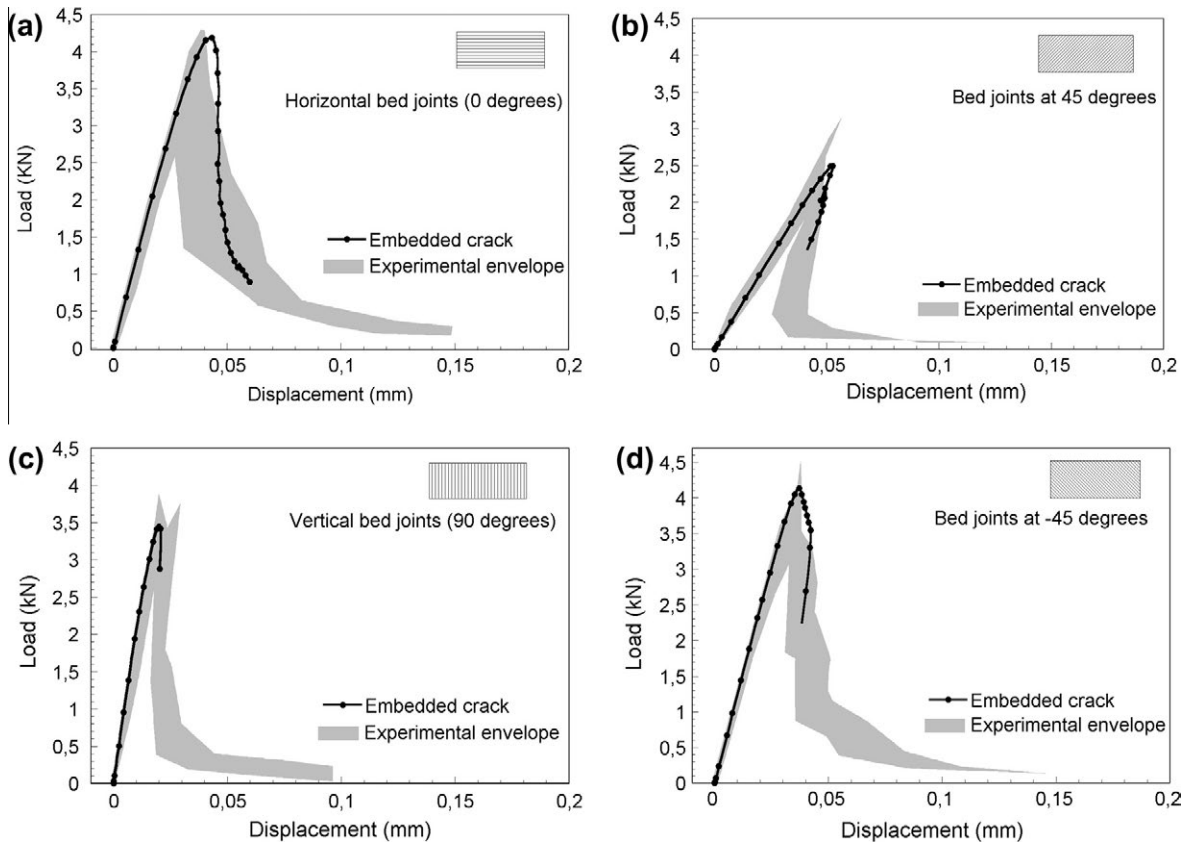 (a)
4,5
4
3,5
3
2,5
2
1,5
1
0,5
0
Load (kN)
Horizontal bed joints (0 degrees)
Embedded crack
Experimental envelope
0
0,05
0,1
0,15
0,2
Displacement (mm)
(b)
4,5
4
3,5
3
2,5
2
1,5
1
0,5
0
Load (kN)
Bed joints at 45 degrees
Embedded crack
Experimental envelope
0
0,05
0,1
0,15
0,2
Displacement (mm)
(c)
4,5
4
3,5
3
2,5
2
1,5
1
0,5
0
Load (kN)
Vertical bed joints (90 degrees)
Embedded crack
Experimental envelope
0
0,05
0,1
0,15
0,2
Displacement (mm)
(d)
4,5
4
3,5
3
2,5
2
1,5
1
0,5
0
Load (kN)
Bed joints at -45 degrees
Embedded crack
Experimental envelope
0
0,05
0,1
0,15
0,2
Displacement (mm)